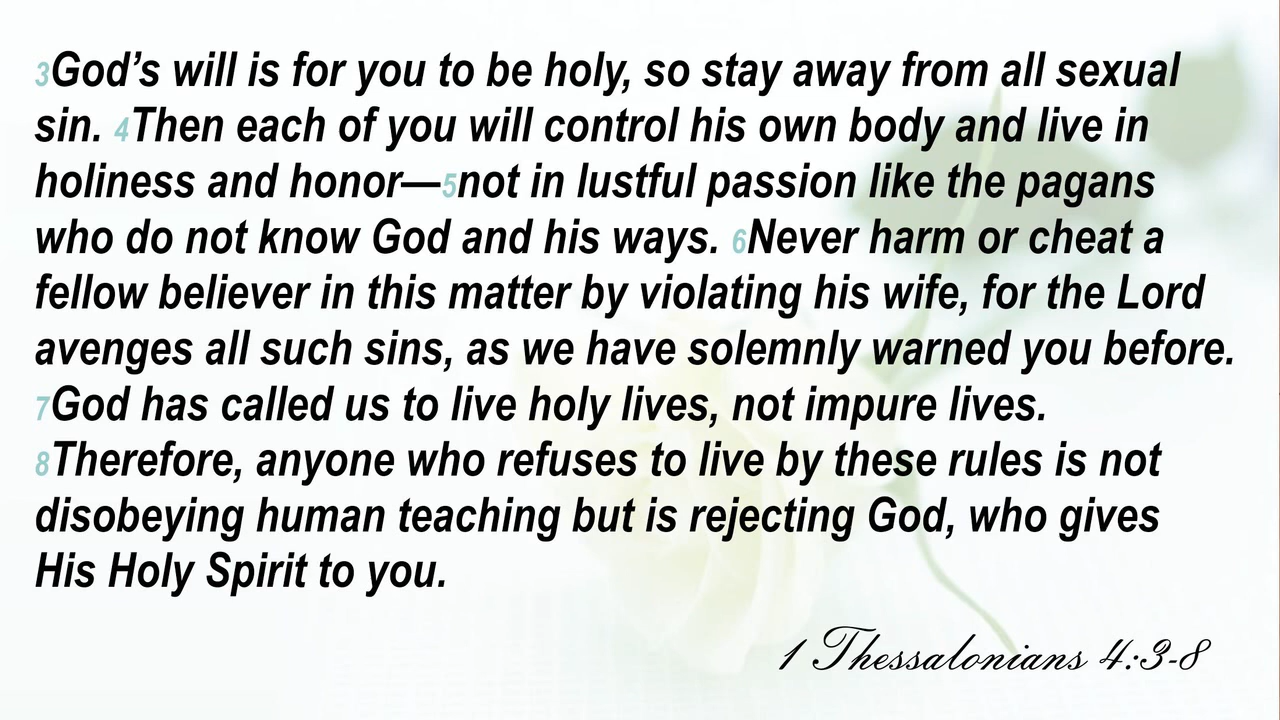 3God’s will is for you to be holy, so stay away from all sexual
sin. 4Then each of you will control his own body and live in
holiness and honor—5not in lustful passion like the pagans
who do not know God and his ways. 6Never harm or cheat a
fellow believer in this matter by violating his wife, for the Lord
avenges all such sins, as we have solemnly warned you before.
7God has called us to live holy lives, not impure lives.
8Therefore, anyone who refuses to live by these rules is not
disobeying human teaching but is rejecting God, who gives
His Holy Spirit to you.
1 Thessalonians 4:3-8